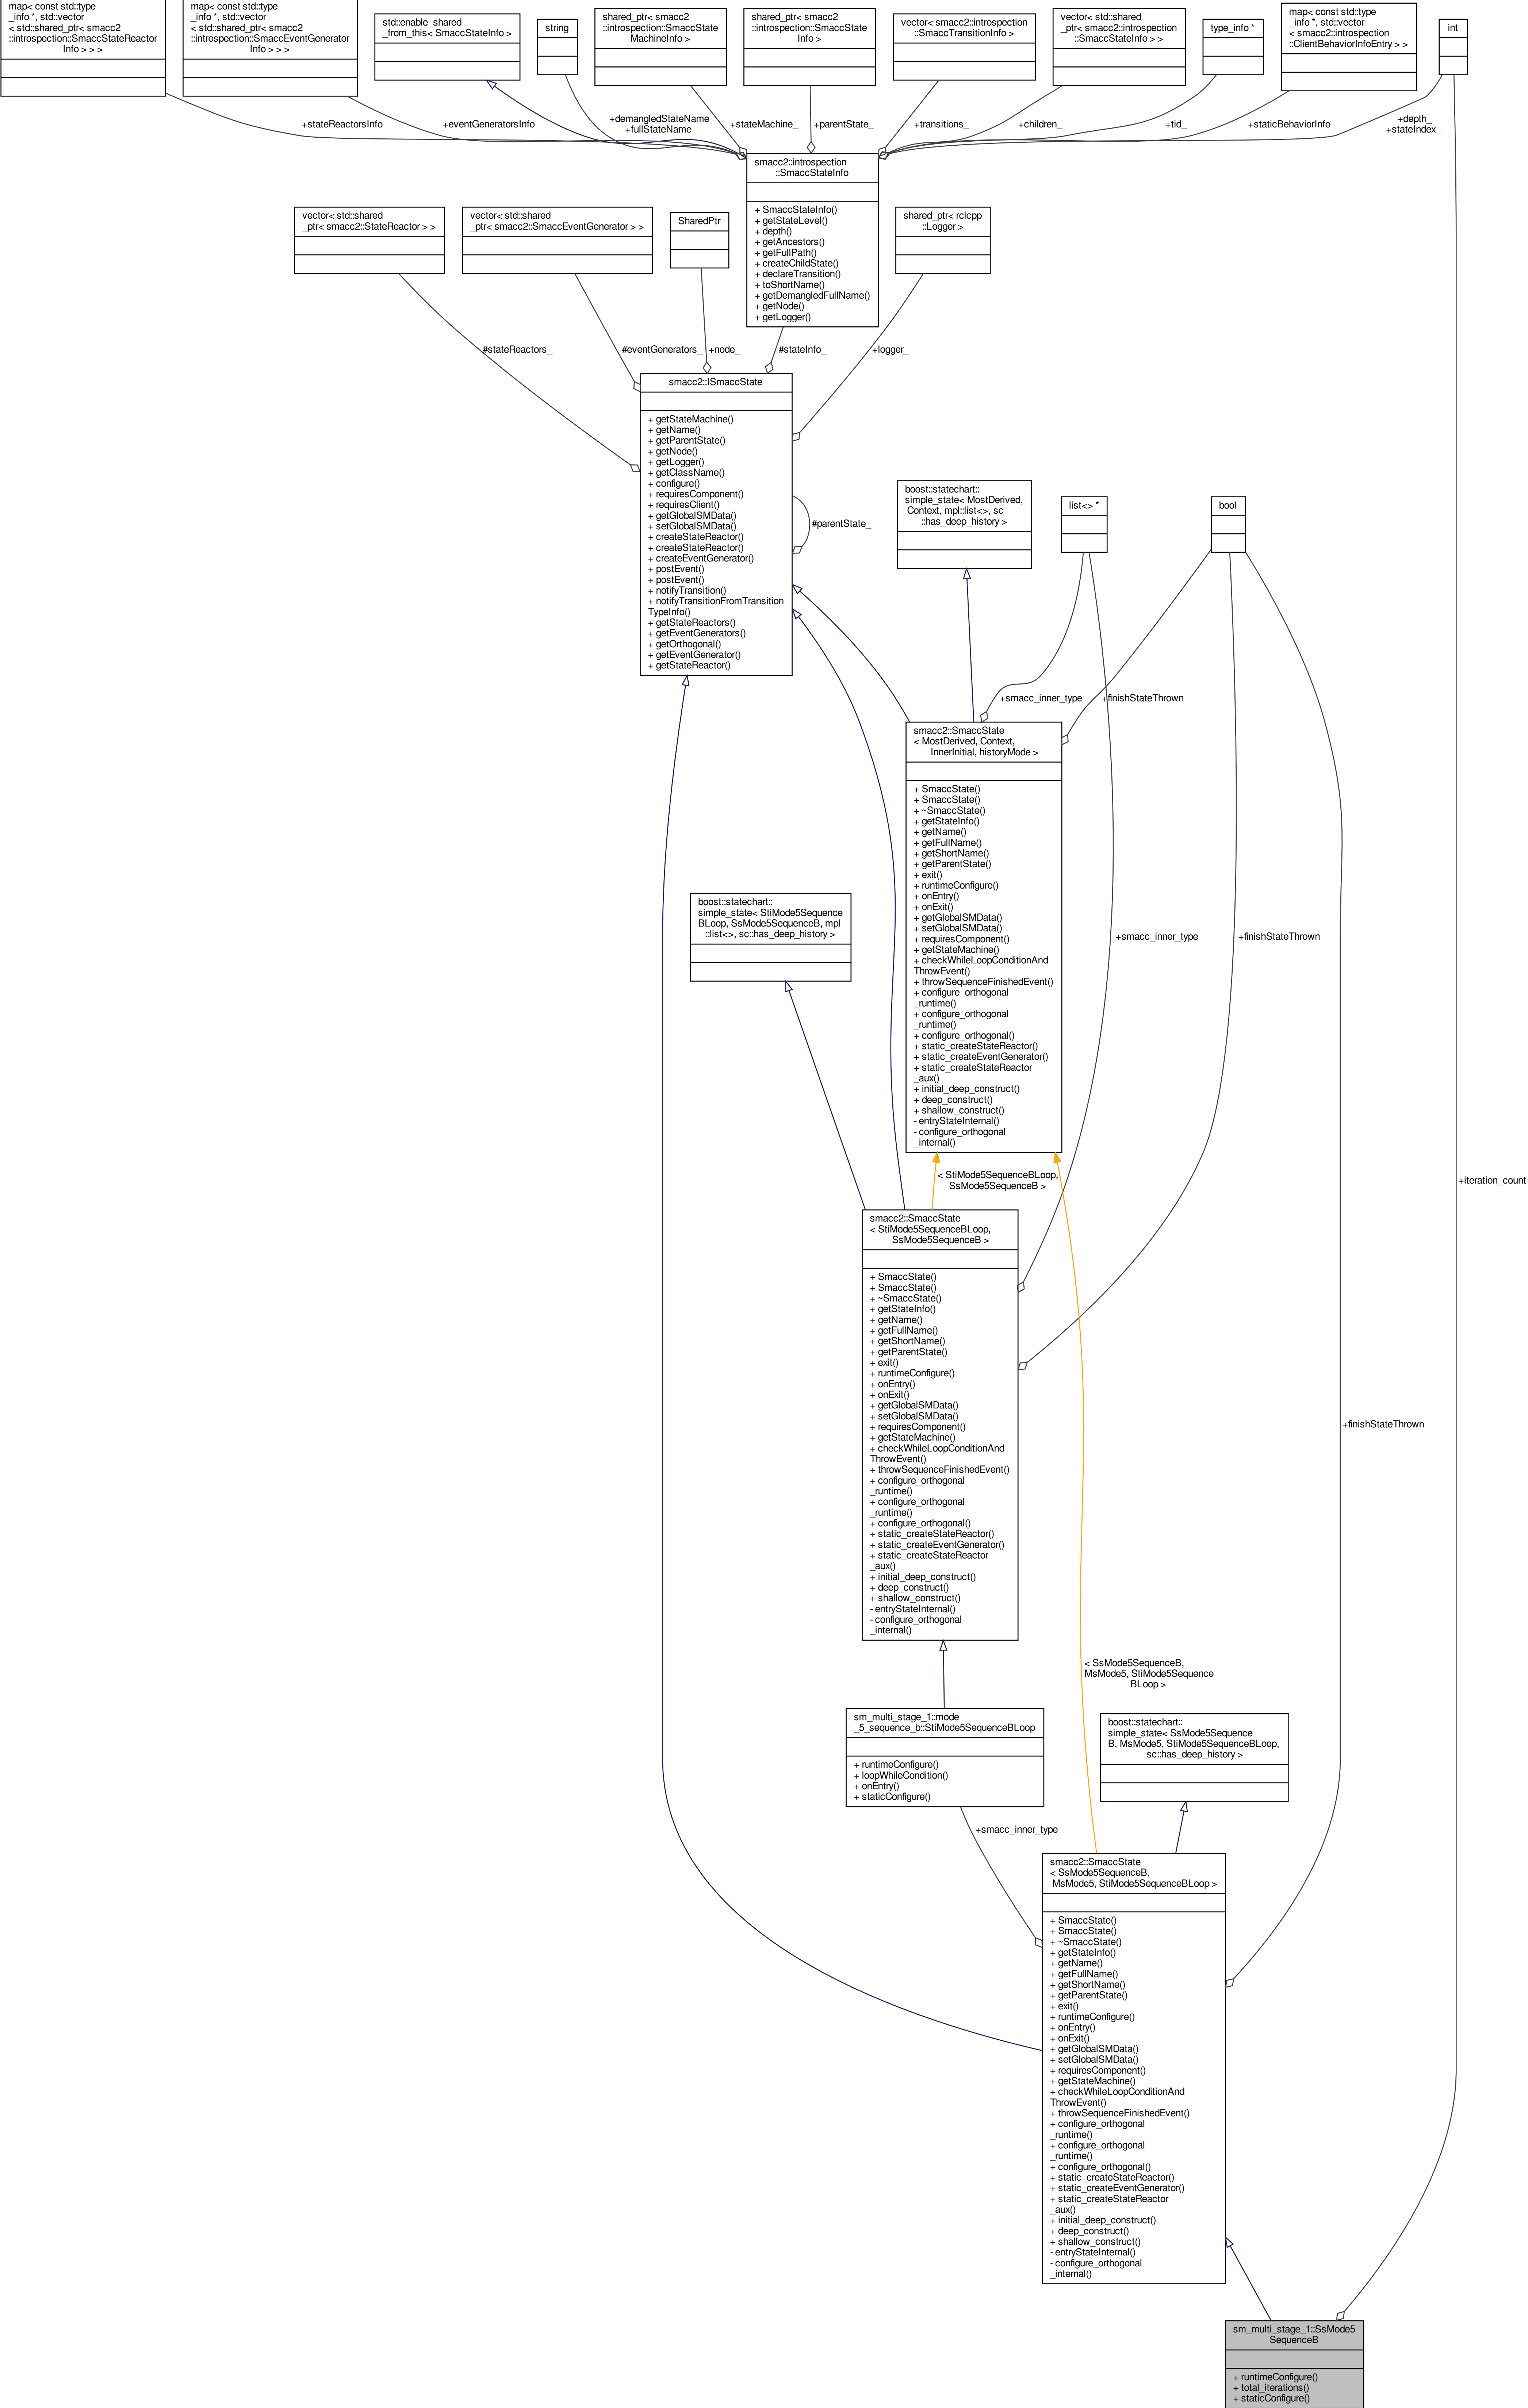 map< const std::type
_info *, std::vector
< std::shared_ptr< smacc2
::introspection::SmaccStateReactor
Info > > >
map< const std::type
_info *, std::vector
< std::shared_ptr< smacc2
::introspection::SmaccEventGenerator
Info > > >
std::enable_shared
_from_this< SmaccStateInfo >
string
shared_ptr< smacc2
::introspection::SmaccState
MachineInfo >
shared_ptr< smacc2
::introspection::SmaccState
Info >
vector< smacc2::introspection
::SmaccTransitionInfo >
vector< std::shared
_ptr< smacc2::introspection
::SmaccStateInfo > >
type_info *
map< const std::type
_info *, std::vector
< smacc2::introspection
::ClientBehaviorInfoEntry > >
int
+stateReactorsInfo
+eventGeneratorsInfo
+demangledStateName
+fullStateName
+stateMachine_
+parentState_
+transitions_
+children_
+tid_
+staticBehaviorInfo
+depth_
+stateIndex_
smacc2::introspection
::SmaccStateInfo
+ SmaccStateInfo()
+ getStateLevel()
+ depth()
+ getAncestors()
+ getFullPath()
+ createChildState()
+ declareTransition()
+ toShortName()
+ getDemangledFullName()
+ getNode()
+ getLogger()
vector< std::shared
_ptr< smacc2::StateReactor > >
vector< std::shared
_ptr< smacc2::SmaccEventGenerator > >
SharedPtr
shared_ptr< rclcpp
::Logger >
#stateReactors_
#eventGenerators_
+node_
#stateInfo_
+logger_
smacc2::ISmaccState
+ getStateMachine()
+ getName()
+ getParentState()
+ getNode()
+ getLogger()
+ getClassName()
+ configure()
+ requiresComponent()
+ requiresClient()
+ getGlobalSMData()
+ setGlobalSMData()
+ createStateReactor()
+ createStateReactor()
+ createEventGenerator()
+ postEvent()
+ postEvent()
+ notifyTransition()
+ notifyTransitionFromTransition
TypeInfo()
+ getStateReactors()
+ getEventGenerators()
+ getOrthogonal()
+ getEventGenerator()
+ getStateReactor()
#parentState_
boost::statechart::
simple_state< MostDerived,
Context, mpl::list<>, sc
::has_deep_history >
list<> *
bool
+smacc_inner_type
+finishStateThrown
smacc2::SmaccState
< MostDerived, Context,
InnerInitial, historyMode >
+ SmaccState()
+ SmaccState()
+ ~SmaccState()
+ getStateInfo()
+ getName()
+ getFullName()
+ getShortName()
+ getParentState()
+ exit()
+ runtimeConfigure()
+ onEntry()
+ onExit()
+ getGlobalSMData()
+ setGlobalSMData()
+ requiresComponent()
+ getStateMachine()
+ checkWhileLoopConditionAnd
ThrowEvent()
+ throwSequenceFinishedEvent()
+ configure_orthogonal
_runtime()
+ configure_orthogonal
_runtime()
+ configure_orthogonal()
+ static_createStateReactor()
+ static_createEventGenerator()
+ static_createStateReactor
_aux()
+ initial_deep_construct()
+ deep_construct()
+ shallow_construct()
- entryStateInternal()
- configure_orthogonal
_internal()
boost::statechart::
simple_state< StiMode5Sequence
BLoop, SsMode5SequenceB, mpl
::list<>, sc::has_deep_history >
+smacc_inner_type
+finishStateThrown
< StiMode5SequenceBLoop,
SsMode5SequenceB >
+iteration_count
smacc2::SmaccState
< StiMode5SequenceBLoop,
SsMode5SequenceB >
+ SmaccState()
+ SmaccState()
+ ~SmaccState()
+ getStateInfo()
+ getName()
+ getFullName()
+ getShortName()
+ getParentState()
+ exit()
+ runtimeConfigure()
+ onEntry()
+ onExit()
+ getGlobalSMData()
+ setGlobalSMData()
+ requiresComponent()
+ getStateMachine()
+ checkWhileLoopConditionAnd
ThrowEvent()
+ throwSequenceFinishedEvent()
+ configure_orthogonal
_runtime()
+ configure_orthogonal
_runtime()
+ configure_orthogonal()
+ static_createStateReactor()
+ static_createEventGenerator()
+ static_createStateReactor
_aux()
+ initial_deep_construct()
+ deep_construct()
+ shallow_construct()
- entryStateInternal()
- configure_orthogonal
_internal()
+finishStateThrown
< SsMode5SequenceB,
MsMode5, StiMode5Sequence
BLoop >
sm_multi_stage_1::mode
_5_sequence_b::StiMode5SequenceBLoop
+ runtimeConfigure()
+ loopWhileCondition()
+ onEntry()
+ staticConfigure()
boost::statechart::
simple_state< SsMode5Sequence
B, MsMode5, StiMode5SequenceBLoop,
sc::has_deep_history >
+smacc_inner_type
smacc2::SmaccState
< SsMode5SequenceB,
MsMode5, StiMode5SequenceBLoop >
+ SmaccState()
+ SmaccState()
+ ~SmaccState()
+ getStateInfo()
+ getName()
+ getFullName()
+ getShortName()
+ getParentState()
+ exit()
+ runtimeConfigure()
+ onEntry()
+ onExit()
+ getGlobalSMData()
+ setGlobalSMData()
+ requiresComponent()
+ getStateMachine()
+ checkWhileLoopConditionAnd
ThrowEvent()
+ throwSequenceFinishedEvent()
+ configure_orthogonal
_runtime()
+ configure_orthogonal
_runtime()
+ configure_orthogonal()
+ static_createStateReactor()
+ static_createEventGenerator()
+ static_createStateReactor
_aux()
+ initial_deep_construct()
+ deep_construct()
+ shallow_construct()
- entryStateInternal()
- configure_orthogonal
_internal()
sm_multi_stage_1::SsMode5
SequenceB
+ runtimeConfigure()
+ total_iterations()
+ staticConfigure()